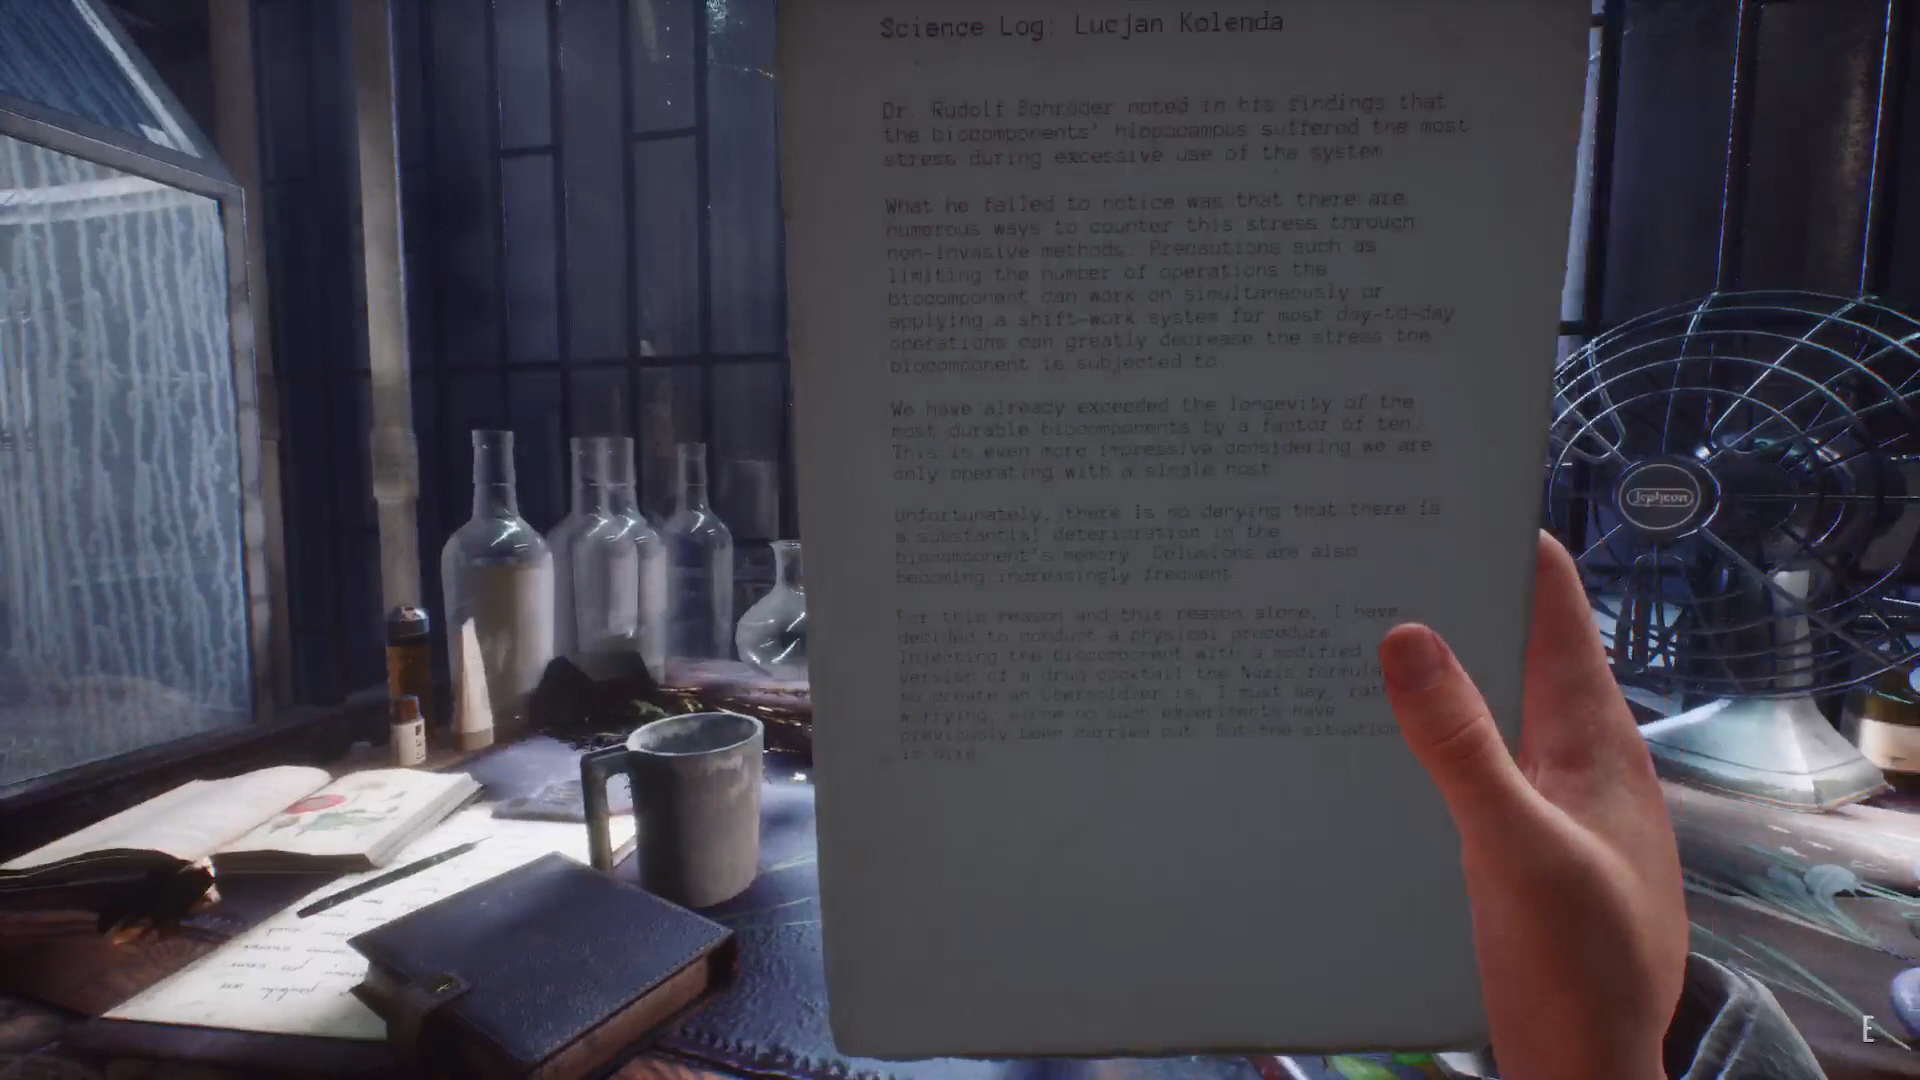 Science Log: Lucjan Kolenda
Dr. Rudolf Schröder noted in his findings that
the biocomponents' hippocampus suffered the most
stress during excessive use of the system
What he failed to notice was that there are
numerous ways to counter this stress through
non-invasive methods. Precautions such as
limiting the number of operations the
biocomponent can work on simultaneously or
applying a shift-work system for most day-to-day
operations can greatly decrease the stress the
biocomponent is subjected to.
We have already exceeded the longevity of the
most durable biocomponents by a factor of ten.
This is even more impressive considering we are
only operating with a single host.
Unfortunately, there is no denying that there is
a substantial deterioration in the
biocomponent's memory. Delusions are also
becoming increasingly frequent.
For this reason and this reason alone, I have
decided to conduct a physical procedure.
Injecting the biocomponent with a modified
version of a drug cocktail the Nazis formula
to create an übersoldier is, I must say, rath
worrying, since no such experiments have
previously been carried out. But the situation
is dire
E